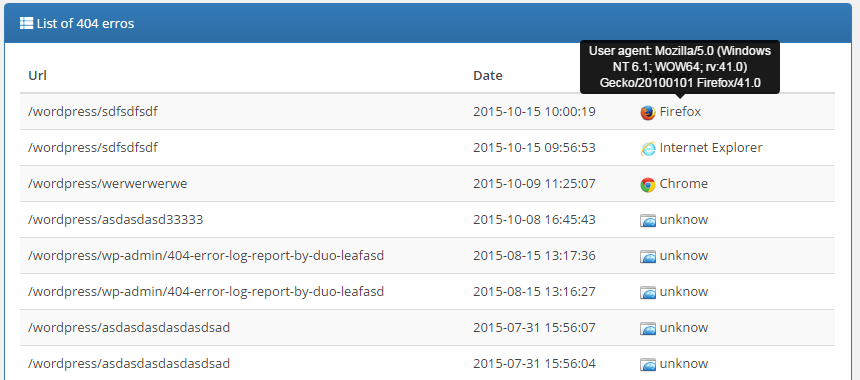 List of 404 erros
User agent: Mozilla/5.0 (Windows
NT 6.1; WOW64; rv:41.0)
Gecko/20100101 Firefox/41.0
Url Date
/wordpress/sdfsdfsdf 2015-10-15 10:00:19 Firefox
/wordpress/sdfsdfsdf 2015-10-15 09:56:53 Internet Explorer
/wordpress/werwerwerwe 2015-10-09 11:25:07 Chrome
/wordpress/asdasdasd33333 2015-10-08 16:45:43 unknow
/wordpress/wp-admin/404-error-log-report-by-duo-leafasd 2015-08-15 13:17:36 unknow
/wordpress/wp-admin/404-error-log-report-by-duo-leafasd 2015-08-15 13:16:27 unknow
/wordpress/asdasdasdasdasdsad 2015-07-31 15:56:07 unknow
/wordpress/asdasdasdasdasdsad 2015-07-31 15:56:04 unknow